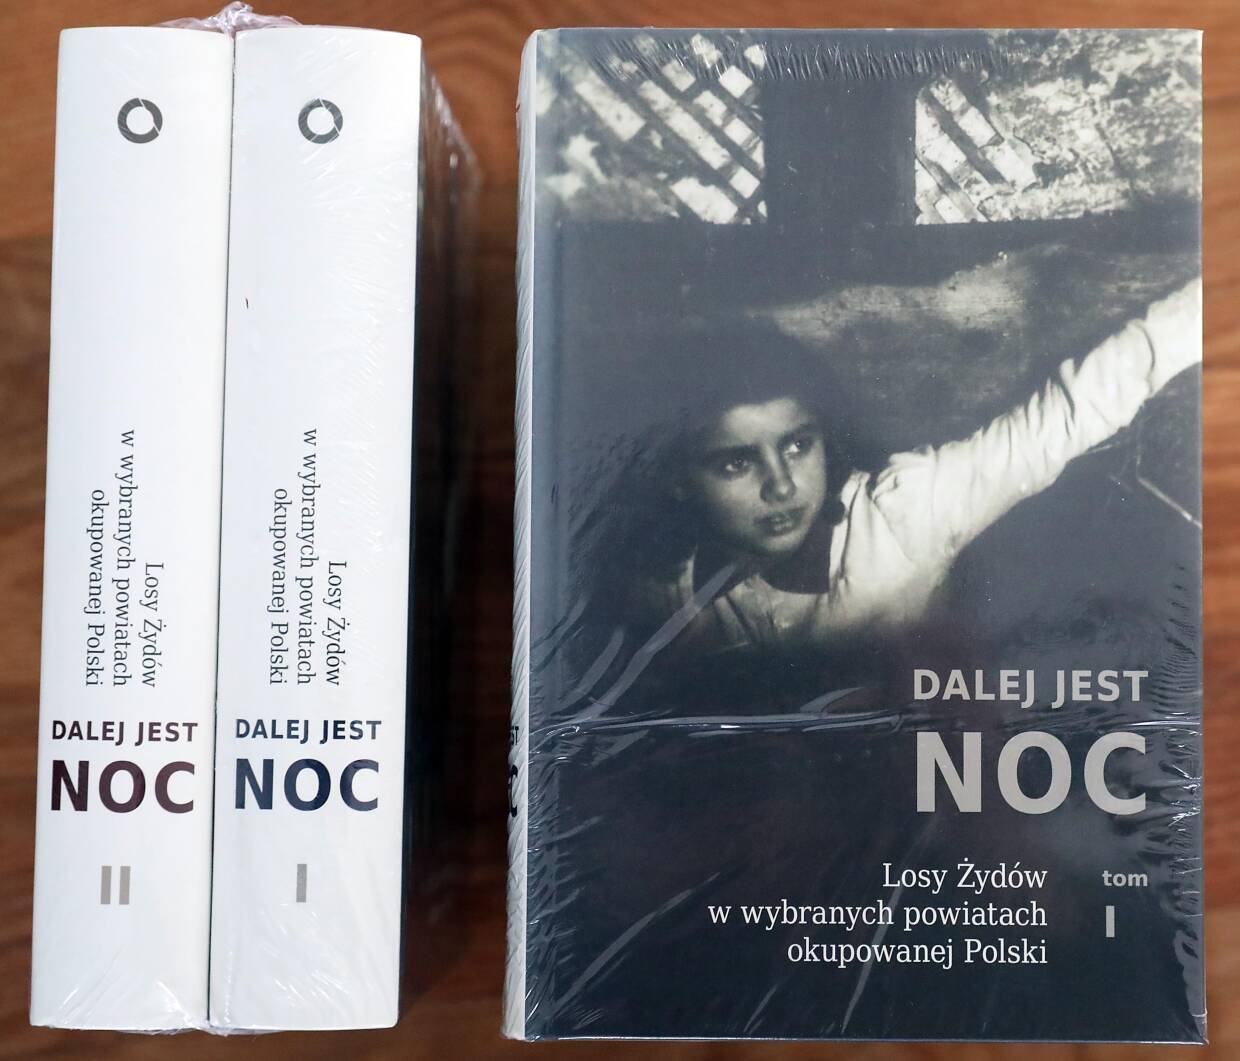 Losy Żydów
w wybranych powiatach
okupowanej Polski
DALEJ JEST
NOC
II
Losy Żydów
w wybranych powiatach
okupowanej Polski
DALEJ JEST
NOC
I
DALEJ JEST
NOC
Losy Żydów
w wybranych powiatach
okupowanej Polski
tom
I